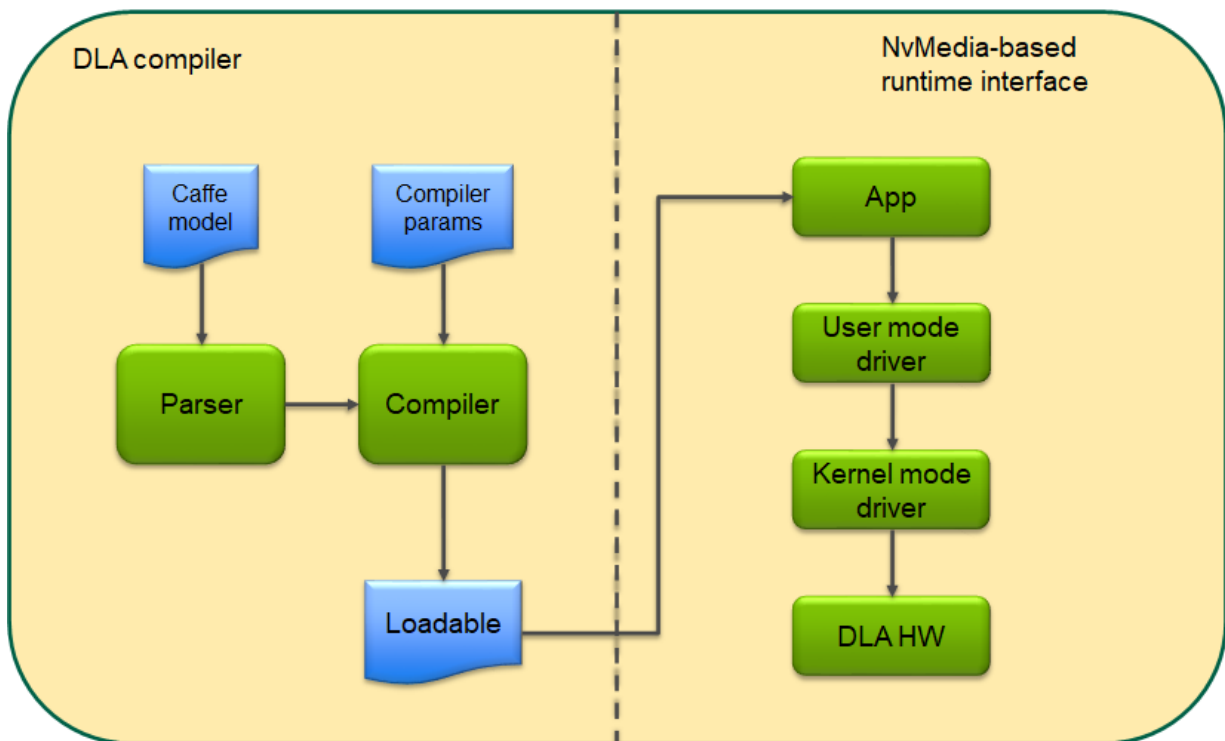 DLA compiler
NvMedia-based
runtime interface
Caffe
model
Compiler
params
Parser
Compiler
Loadable
App
User mode
driver
Kernel mode
driver
DLA HW